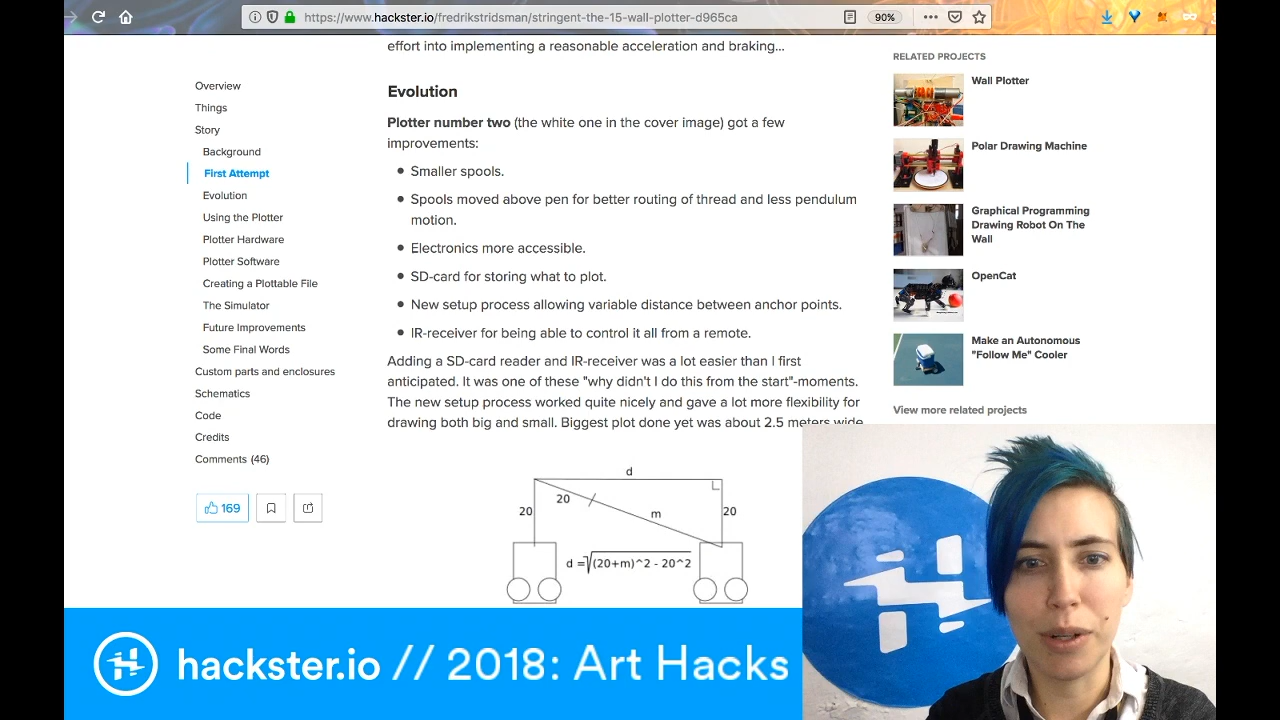 https://www.hackster.io/fredrikstridsman/stringent-the-15-wall-plotter-d965ca
90%
effort into implementing a reasonable acceleration and braking...
Overview
Things
Story
Background
First Attempt
Evolution
Using the Plotter
Plotter Hardware
Plotter Software
Creating a Plottable File
The Simulator
Future Improvements
Some Final Words
Custom parts and enclosures
Schematics
Code
Credits
Comments (46)
169
Evolution
Plotter number two (the white one in the cover image) got a few
improvements:
Smaller spools.
Spools moved above pen for better routing of thread and less pendulum
motion.
Electronics more accessible.
SD-card for storing what to plot.
New setup process allowing variable distance between anchor points.
IR-receiver for being able to control it all from a remote.
Adding a SD-card reader and IR-receiver was a lot easier than I first
anticipated. It was one of these "why didn't I do this from the start"-moments.
The new setup process worked quite nicely and gave a lot more flexibility for
drawing both big and small. Biggest plot done yet was about 2.5 meters wide
d
20
20
m
20
d =√(20+m)^2 - 20^2
RELATED PROJECTS
Wall Plotter
Polar Drawing Machine
Graphical Programming
Drawing Robot On The
Wall
OpenCat
Make an Autonomous
"Follow Me" Cooler
View more related projects
hackster.io // 2018: Art Hacks